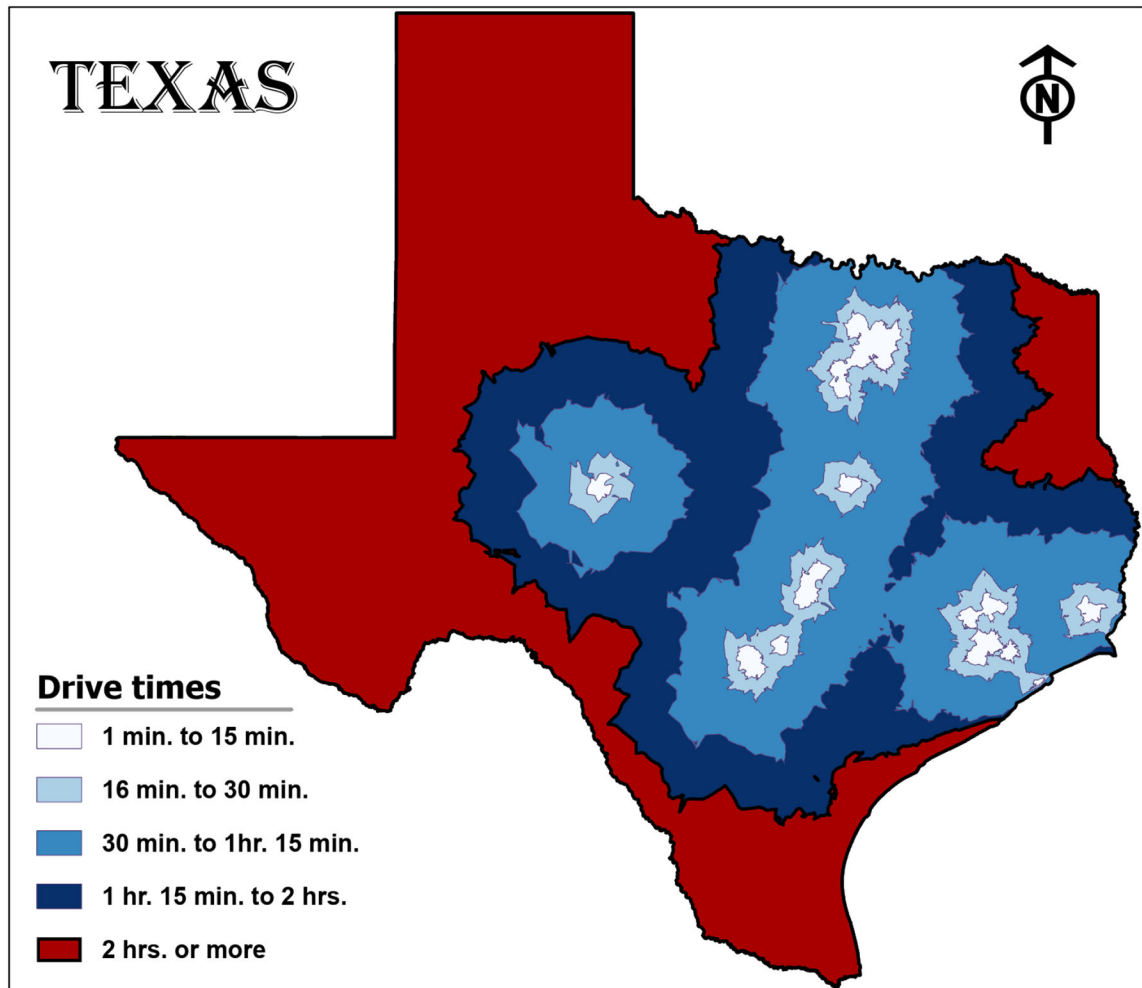 TEXAS
N
Drive times
1 min. to 15 min.
16 min. to 30 min.
30 min. to 1hr. 15 min.
1 hr. 15 min. to 2 hrs.
2 hrs. or more